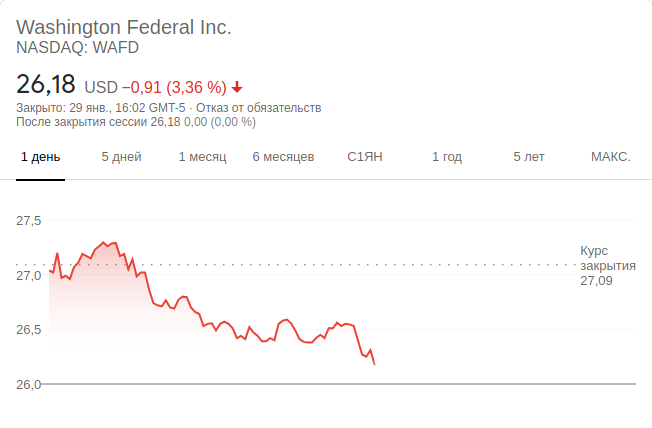 Washington Federal Inc.
NASDAQ: WAFD
26,18 USD −0,91 (3,36 %)
Закрыто: 29 янв., 16:02 GMT-5 · Отказ от обязательств
После закрытия сессии 26,18 0,00 (0,00 %)
1 день 5 дней 1 месяц 6 месяцев С1ЯН 1 год 5 лет МАКС.
27,5
Курс
закрытия
27,09
27,0
26,5
26,0